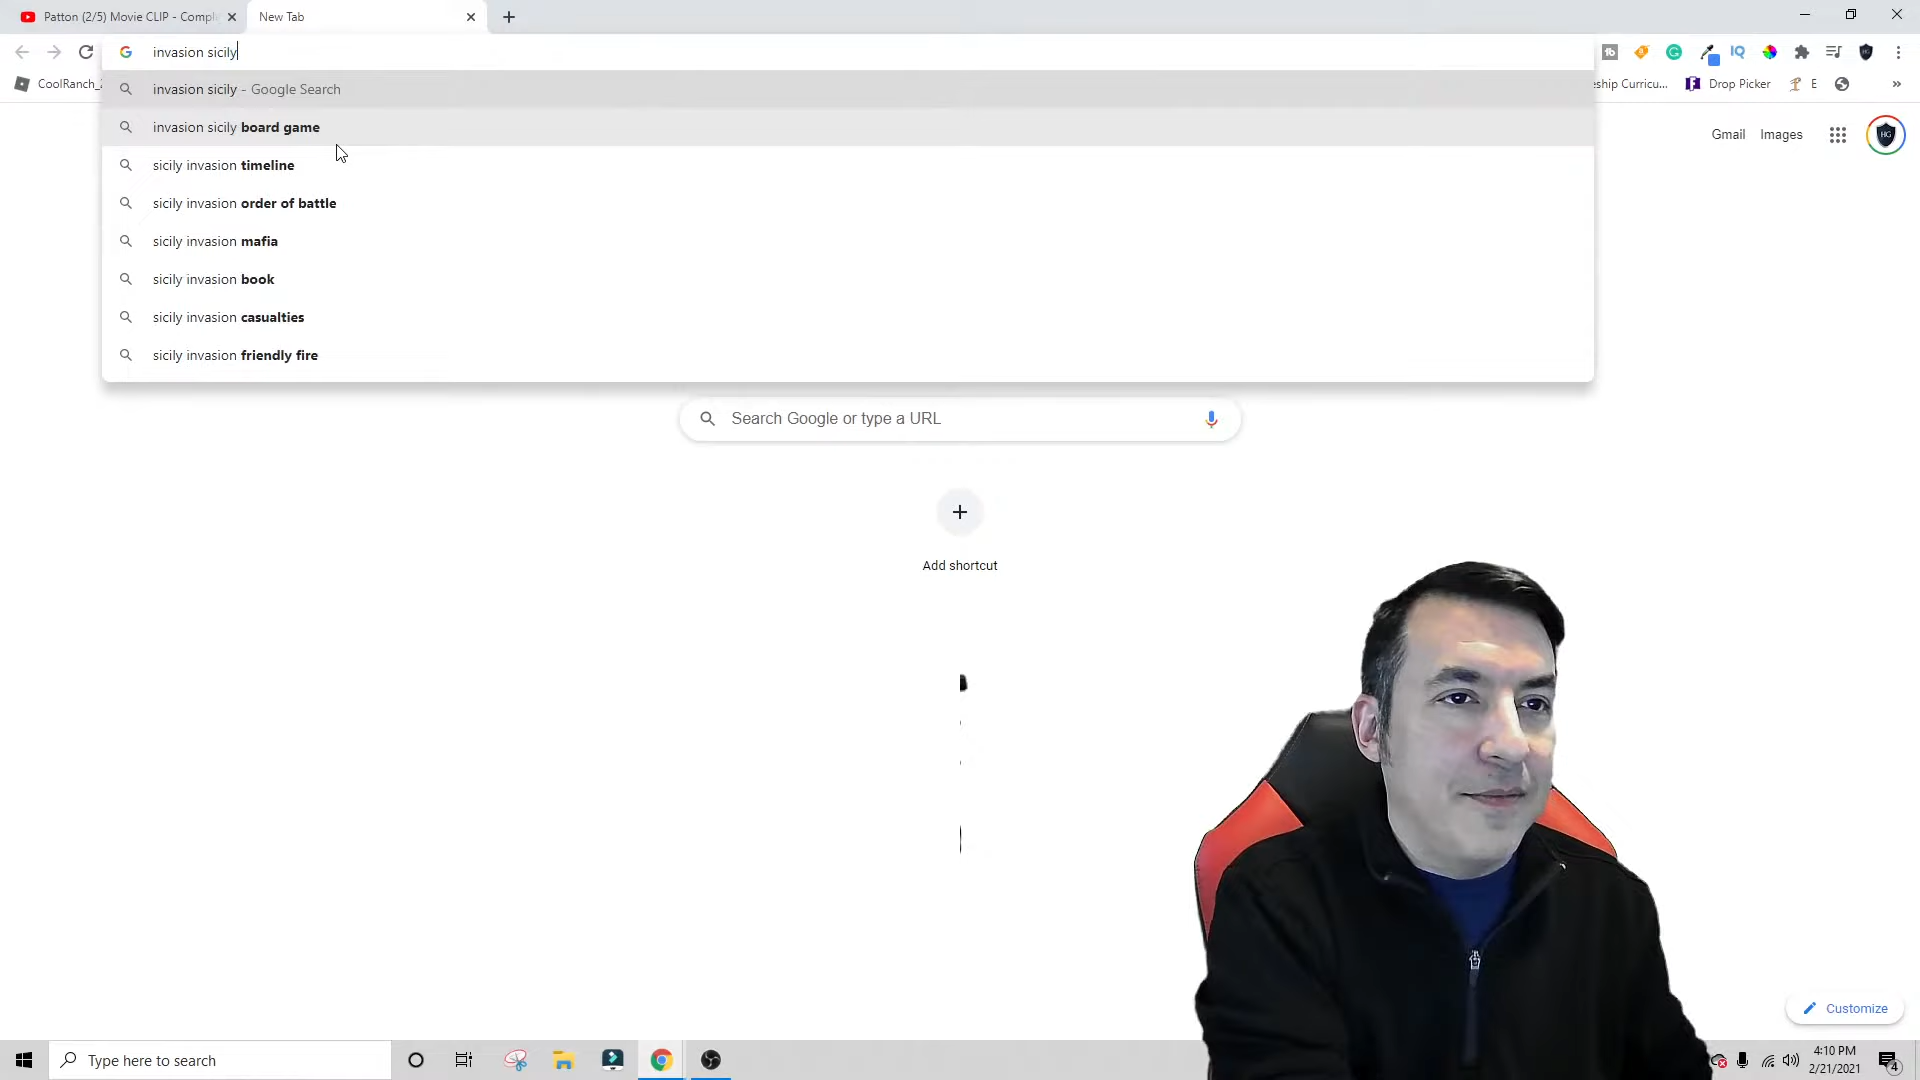 Patton (2/5) Movie CLIP - Compl
New Tab
invasion sicily
CoolRanch_
invasion sicily - Google Search
invasion sicily board game
sicily invasion timeline
sicily invasion order of battle
sicily invasion mafia
sicily invasion book
sicily invasion casualties
sicily invasion friendly fire
ship Curricu...
Drop Picker
E
»
Gmail
Images
HG
Search Google or type a URL
Add shortcut
Customize
Type here to search
4:10 PM
2/21/2021
4